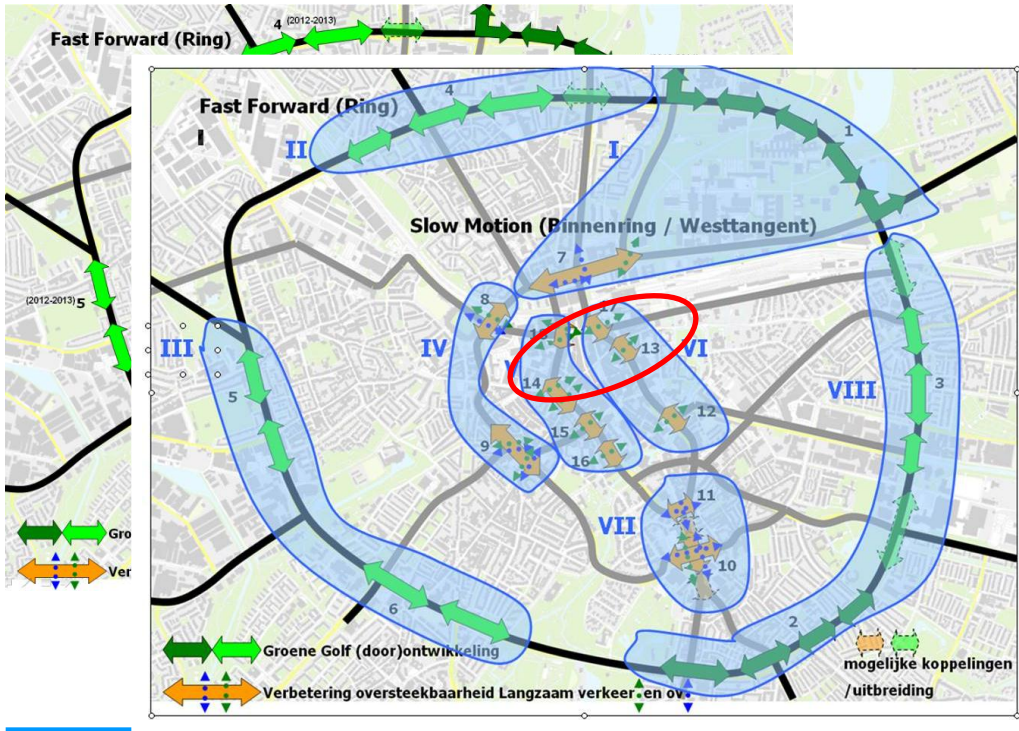 4 (2012-2013)
Fast Forward (Ring)
(2012-2013) 5
Gro
Ver
Fast Forward (Ring)
I
4
II
I
1
Slow Motion (Binnenring / Westtangent)
7
8
17
III
IV
13
VI
5
14
VIII
3
12
15
9
16
11
VII
10
6
2
Groene Golf (door)ontwikkeling
mogelijke koppelingen
/uitbreiding
Verbetering oversteekbaarheid Langzaam verkeer en ov